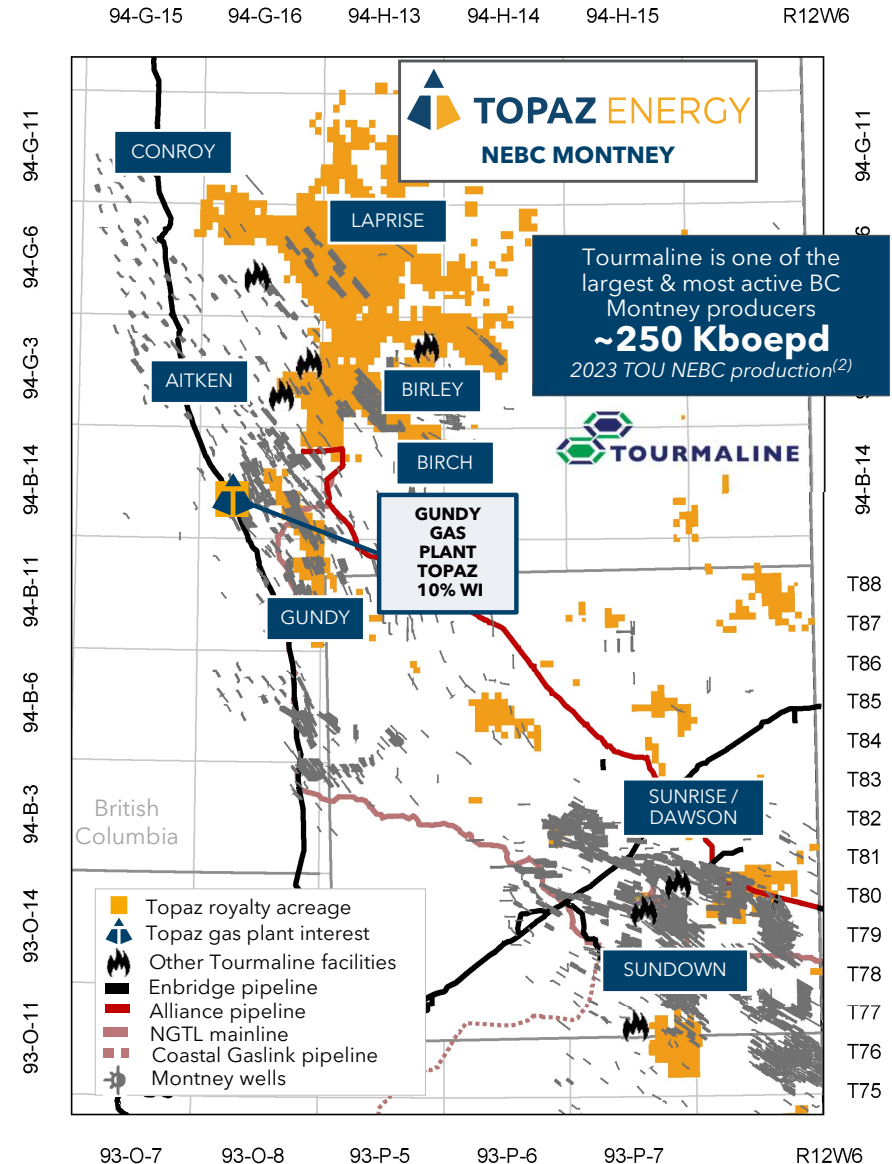 94-G-15 94-G-16 94-H-13 94-H-14 94-H-15 R12W6
TOPAZ ENERGY
NEBC MONTNEY
94-G-11
94-G-11
CONROY
LAPRISE
94-G-6
6
Tourmaline is one of the
largest & most active BC
Montney producers
~250 Kboepd
2023 TOU NEBC production(2)
94-G-3
AITKEN
BIRLEY
TOURMALINE
BIRCH
94-B-14
94-B-14
GUNDY
GAS
PLANT
TOPAZ
10% WI
94-B-11
T88
GUNDY
T87
T86
94-B-6
T85
T84
T83
94-B-3
British
Columbia
SUNRISE /
DAWSON
T82
T81
T80
93-O-14
T79
SUNDOWN
T78
T77
93-O-11
T76
T75
Topaz royalty acreage
Topaz gas plant interest
Other Tourmaline facilities
Enbridge pipeline
Alliance pipeline
NGTL mainline
Coastal Gaslink pipeline
Montney wells
93-O-7 93-O-8 93-P-5 93-P-6 93-P-7 R12W6